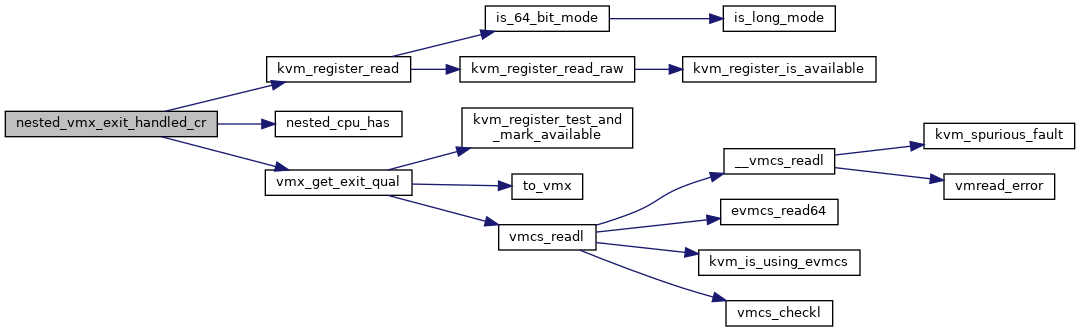 is_64_bit_mode
is_long_mode
kvm_register_read
kvm_register_read_raw
kvm_register_is_available
nested_vmx_exit_handled_cr
nested_cpu_has
kvm_register_test_and
_mark_available
vmx_get_exit_qual
to_vmx
vmcs_readl
__vmcs_readl
kvm_spurious_fault
vmread_error
evmcs_read64
kvm_is_using_evmcs
vmcs_checkl